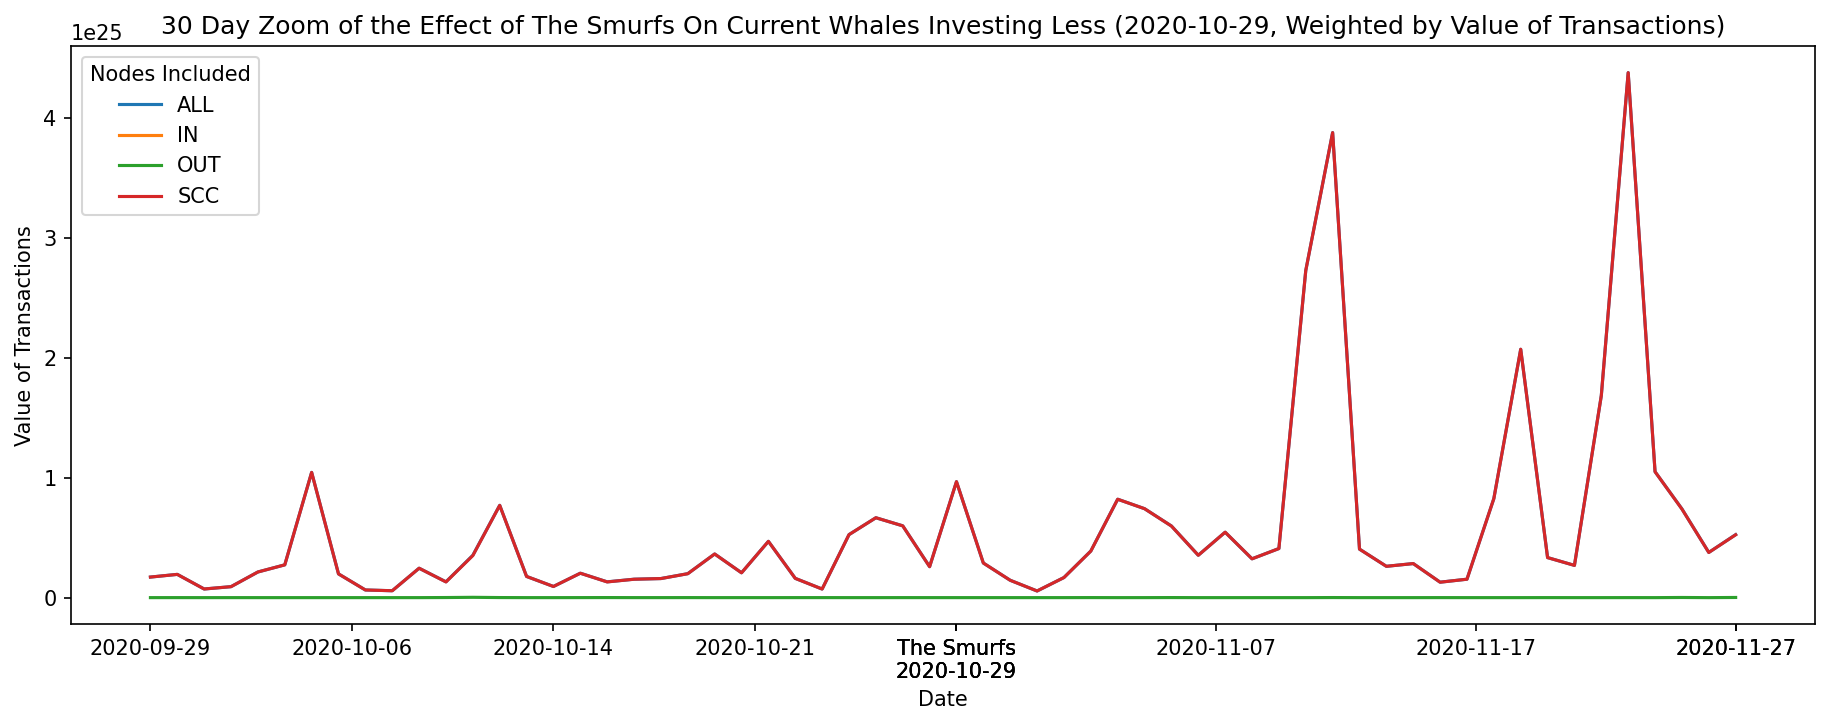 30 Day Zoom of the Effect of The Smurfs On Current Whales Investing Less (2020-10-29, Weighted by Value of Transactions)
1e25
Nodes Included
ALL
IN
OUT
SCC
4
3
2
1
0
Value of Transactions
2020-09-29
2020-10-06
2020-10-14
2020-10-21
The Smurfs
2020-10-29
2020-11-07
2020-11-17
2020-11-27
Date